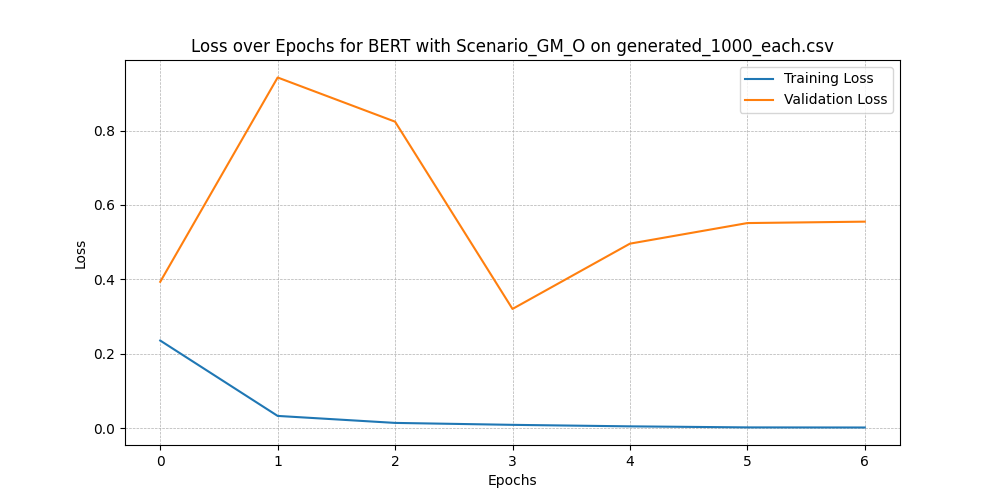 Loss over Epochs for BERT with Scenario_GM_O on generated_1000_each.csv
Training Loss
Validation Loss
Loss
0.8
0.6
0.4
0.2
0.0
0 1 2 3 4 5 6
Epochs